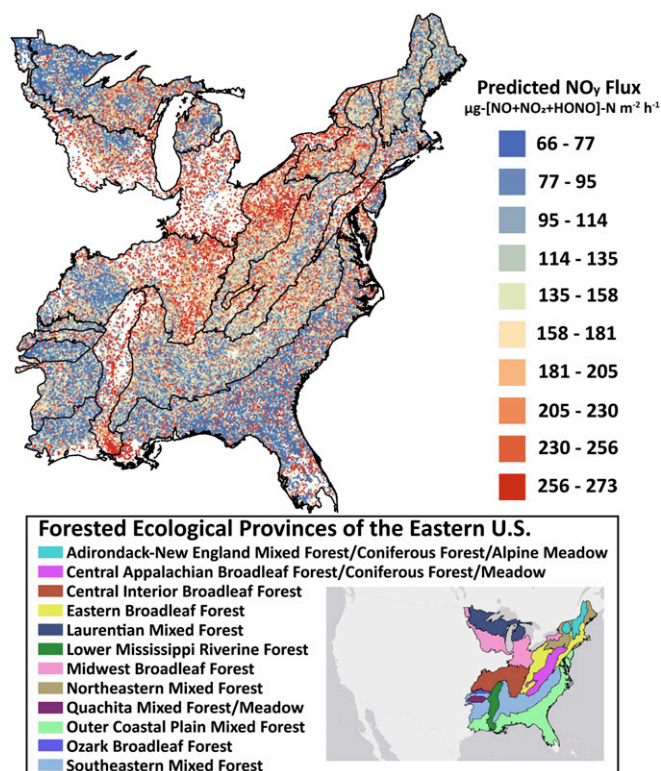 Predicted NOy Flux
µg-[NO+NO₂+HONO]-N m⁻² h⁻¹
66 - 77
77 - 95
95 - 114
114 - 135
135 - 158
158 - 181
181 - 205
205 - 230
230 - 256
256 - 273
Forested Ecological Provinces of the Eastern U.S.
Adirondack-New England Mixed Forest/Coniferous Forest/Alpine Meadow
Central Appalachian Broadleaf Forest/Coniferous Forest/Meadow
Central Interior Broadleaf Forest
Eastern Broadleaf Forest
Laurentian Mixed Forest
Lower Mississippi Riverine Forest
Midwest Broadleaf Forest
Northeastern Mixed Forest
Quachita Mixed Forest/Meadow
Outer Coastal Plain Mixed Forest
Ozark Broadleaf Forest
Southeastern Mixed Forest